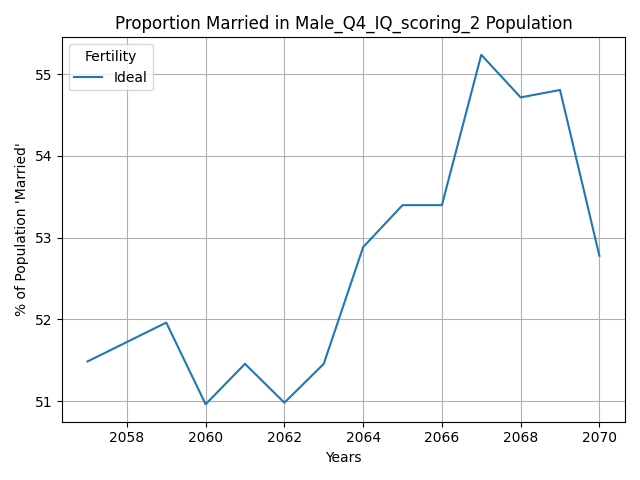 Proportion Married in Male_Q4_IQ_scoring_2 Population
Fertility
Ideal
% of Population 'Married'
55
54
53
52
51
2058 2060 2062 2064 2066 2068 2070
Years